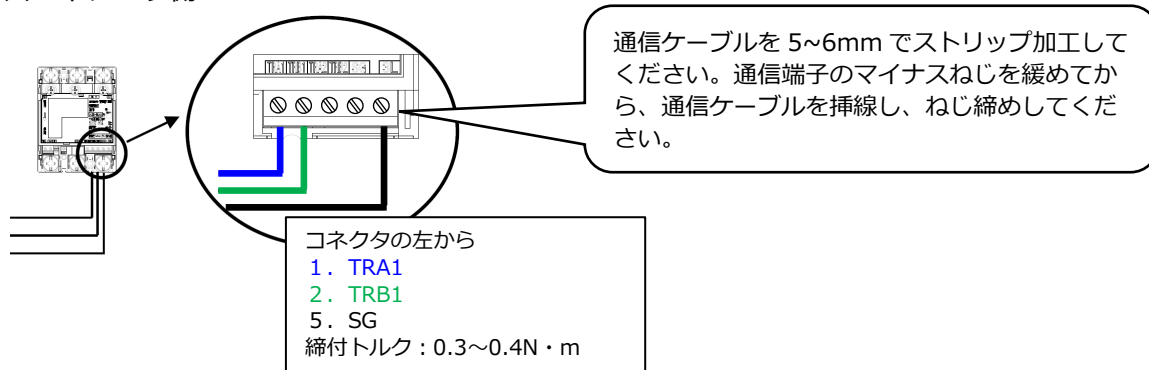 通信ケーブルを 5~6mm でストリップ加工して
ください。通信端子のマイナスねじを緩めてか
ら、通信ケーブルを挿線し、ねじ締めしてくだ
さい。
コネクタの左から
1．TRA1
2．TRB1
5．SG
締付トルク：0.3～0.4N・m